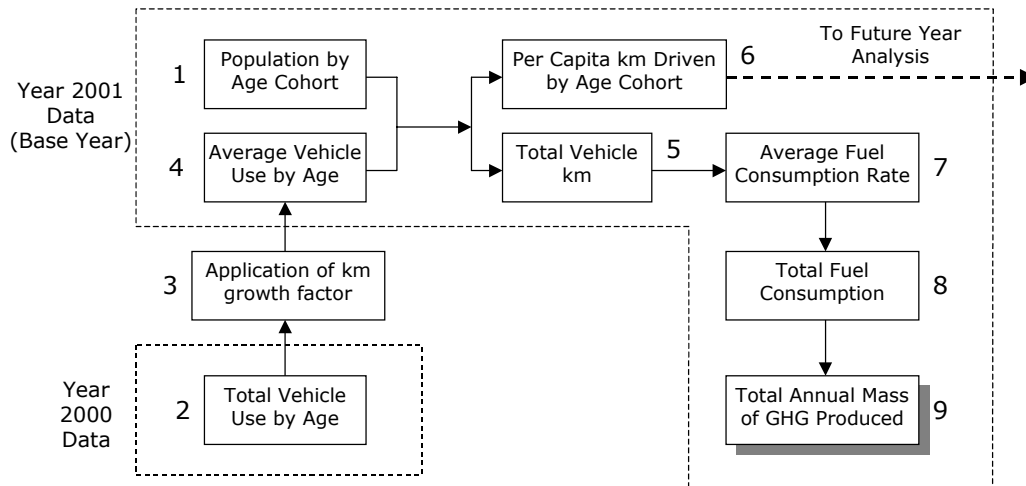 Year 2001
Data
(Base Year)
1
Population by
Age Cohort
Per Capita km Driven
by Age Cohort
6
To Future Year
Analysis
4
Average Vehicle
Use by Age
Total Vehicle
km
5
Average Fuel
Consumption Rate
7
3
Application of km
growth factor
Total Fuel
Consumption
8
Year
2000
Data
2
Total Vehicle
Use by Age
Total Annual Mass
of GHG Produced
9